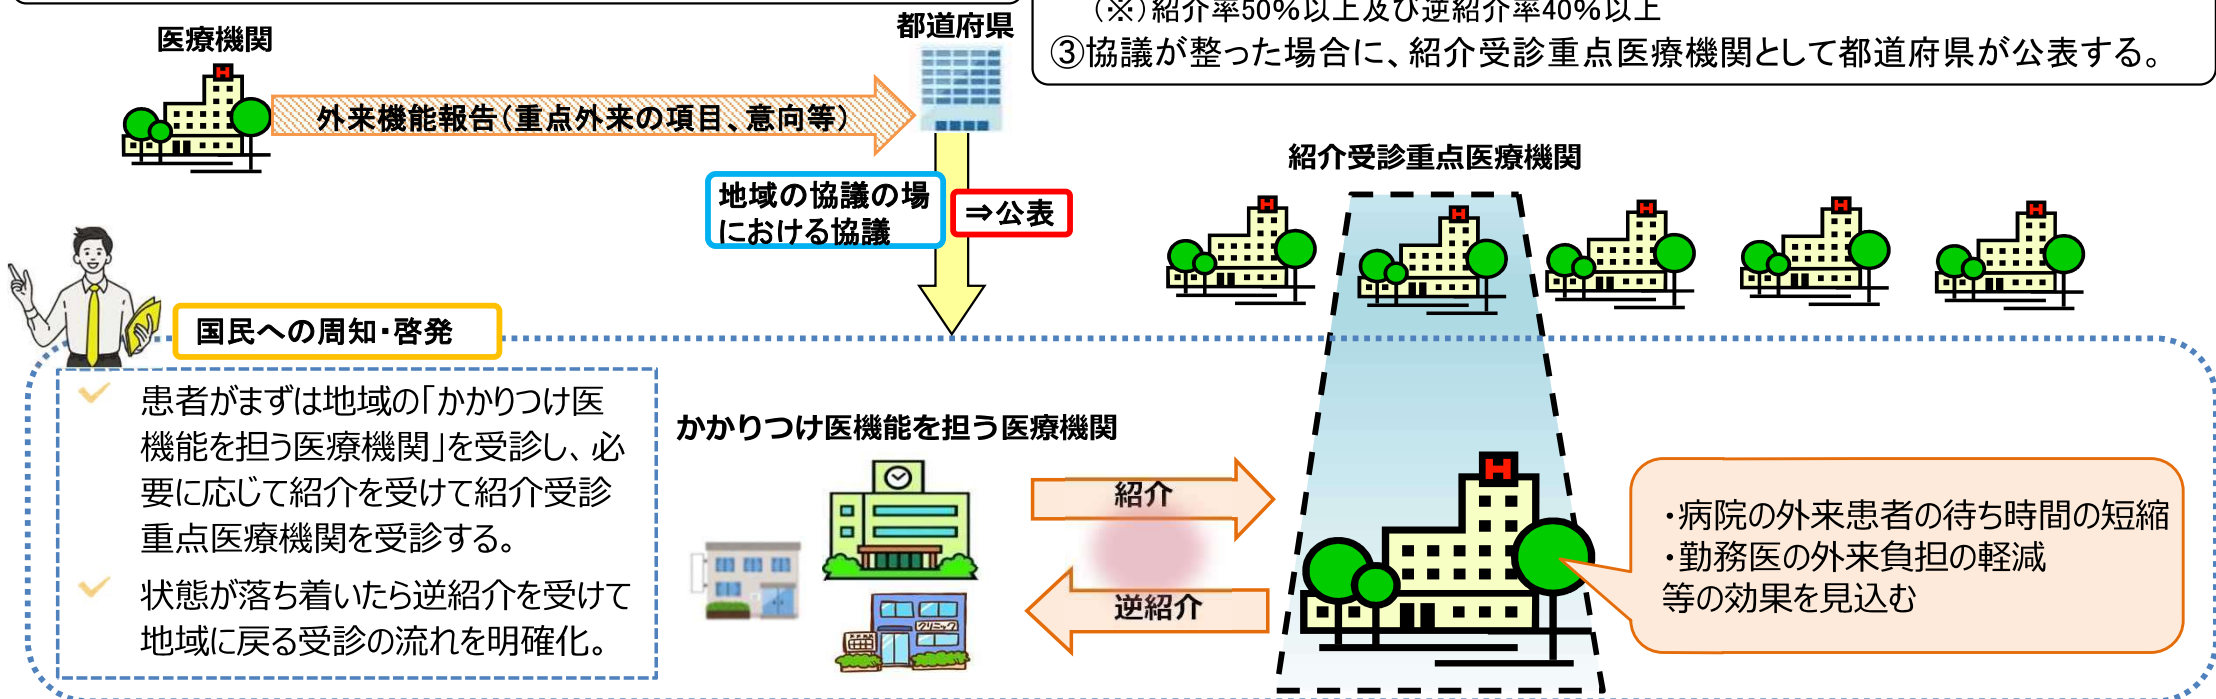 (※)紹介率50%以上及び逆紹介率40%以上
③協議が整った場合に、紹介受診重点医療機関として都道府県が公表する。
医療機関
都道府県
外来機能報告(重点外来の項目、意向等)
地域の協議の場
における協議
⇒公表
紹介受診重点医療機関
H
H
H
H
H
H
国民への周知・啓発
患者がまずは地域の「かかりつけ医
機能を担う医療機関」を受診し、必
要に応じて紹介を受けて紹介受診
重点医療機関を受診する。
状態が落ち着いたら逆紹介を受けて
地域に戻る受診の流れを明確化。
かかりつけ医機能を担う医療機関
クリニック
紹介
逆紹介
H
・病院の外来患者の待ち時間の短縮
・勤務医の外来負担の軽減
等の効果を見込む